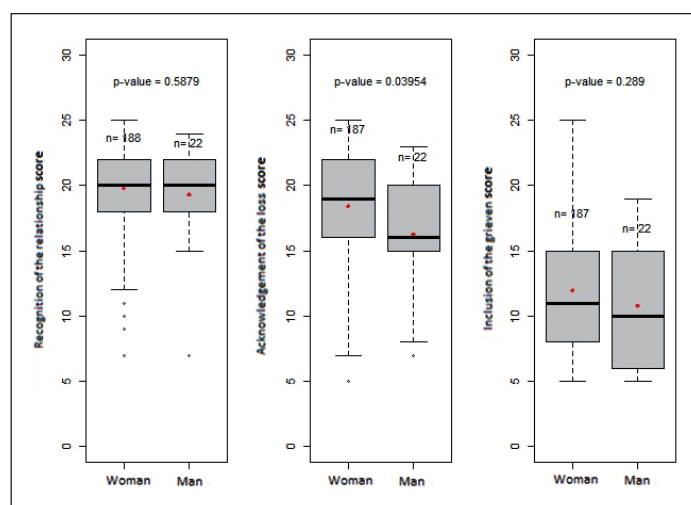 Recognition of the relationship score
30
25
20
15
10
5
0
p-value = 0.5879
n= 188
n= 22
Woman
Man
Acknowledgement of the loss score
30
25
20
15
10
5
0
p-value = 0.03954
n= 187
n= 22
Woman
Man
Inclusion of the grieven score
30
25
20
15
10
5
0
p-value = 0.289
n= 187
n= 22
Woman
Man